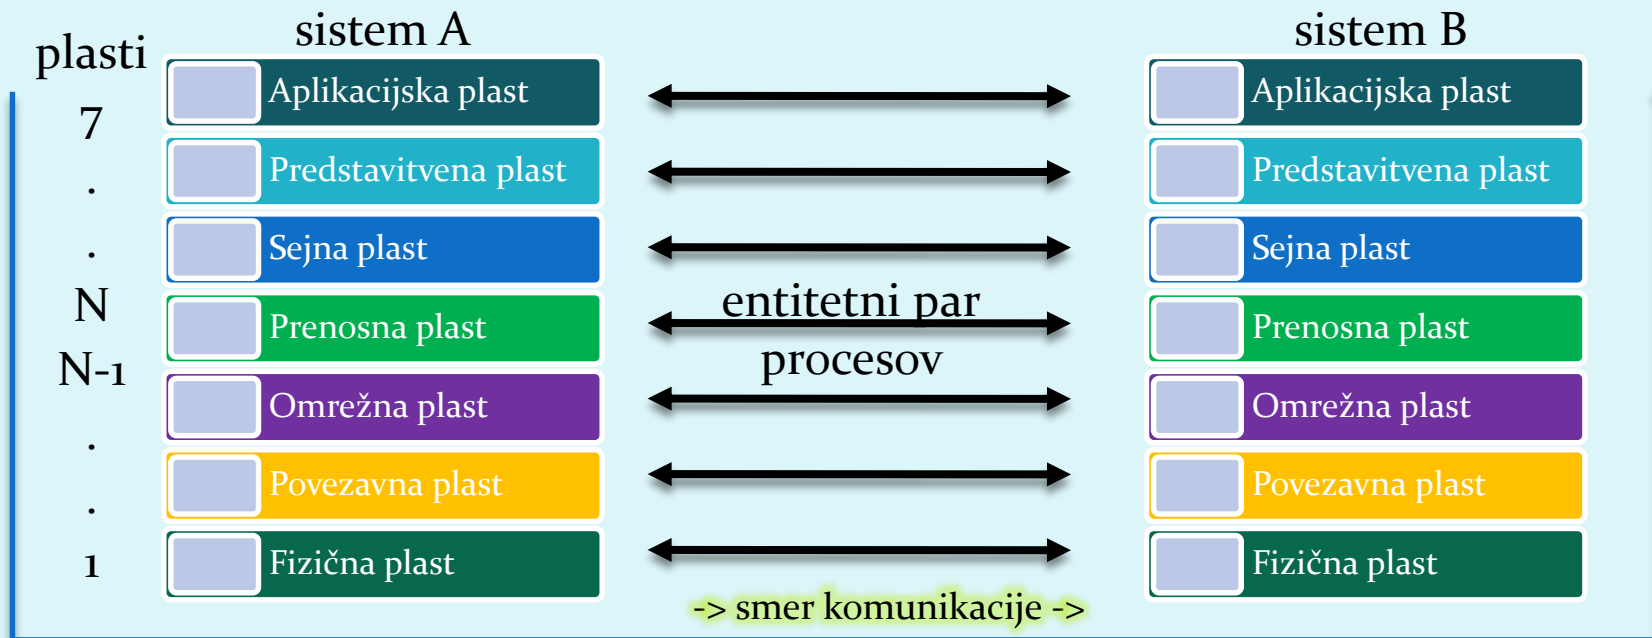 plasti
7
.
.
N
N-1
.
.
1
sistem A
Aplikacijska plast
Predstavitvena plast
Sejna plast
Prenosna plast
Omrežna plast
Povezavna plast
Fizična plast
entitetni par
procesov
-> smer komunikacije ->
sistem B
Aplikacijska plast
Predstavitvena plast
Sejna plast
Prenosna plast
Omrežna plast
Povezavna plast
Fizična plast